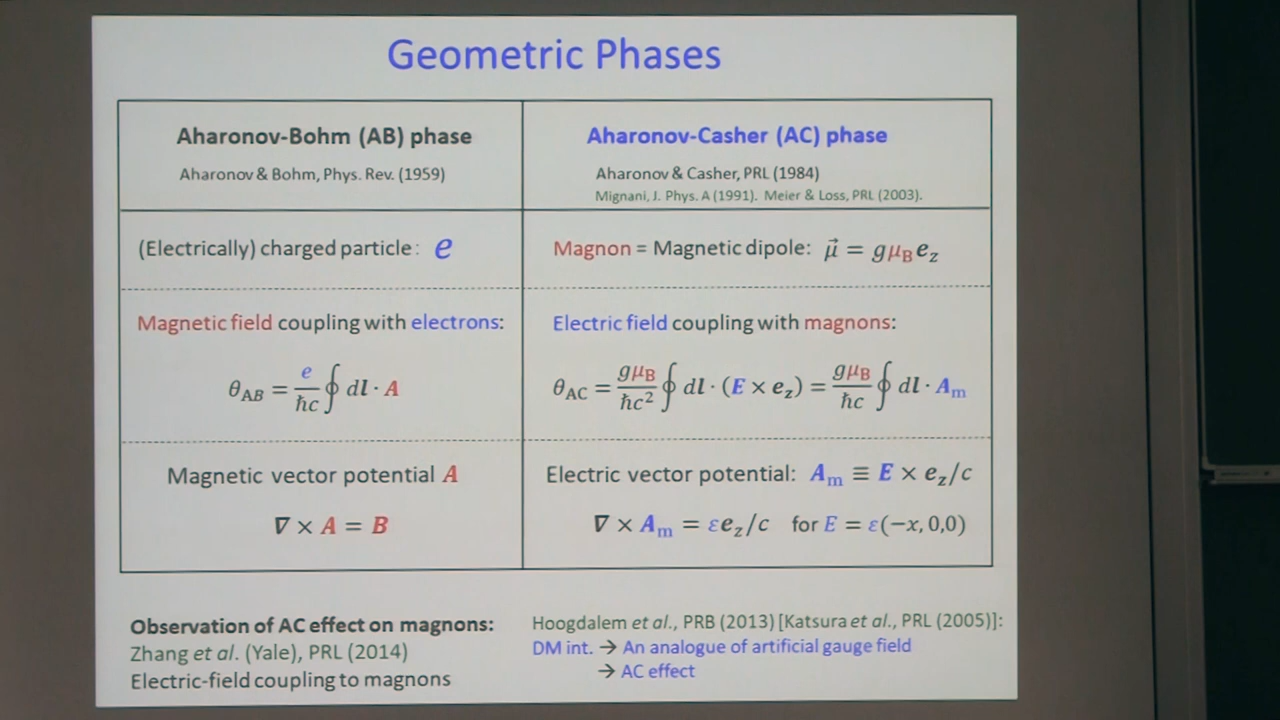 Geometric Phases
Aharonov-Bohm (AB) phase
Aharonov & Bohm, Phys. Rev. (1959)
Aharonov-Casher (AC) phase
Aharonov & Casher, PRL (1984)
Mignani, J. Phys. A (1991). Meier & Loss, PRL (2003).
(Electrically) charged particle: e
Magnon = Magnetic dipole: μ⃗ = gμ_B e_z
Magnetic field coupling with electrons:
θ_AB = e/ħc ∮ dl · A
Electric field coupling with magnons:
θ_AC = gμ_B/ħc² ∮ dl · (E × e_z) = gμ_B/ħc ∮ dl · A_m
Magnetic vector potential A
∇ × A = B
Electric vector potential: A_m ≡ E × e_z/c
∇ × A_m = εe_z/c for E = ε(−x, 0,0)
Observation of AC effect on magnons:
Zhang et al. (Yale), PRL (2014)
Electric-field coupling to magnons
Hoogdalem et al., PRB (2013) [Katsura et al., PRL (2005)]:
DM int. → An analogue of artificial gauge field
→ AC effect